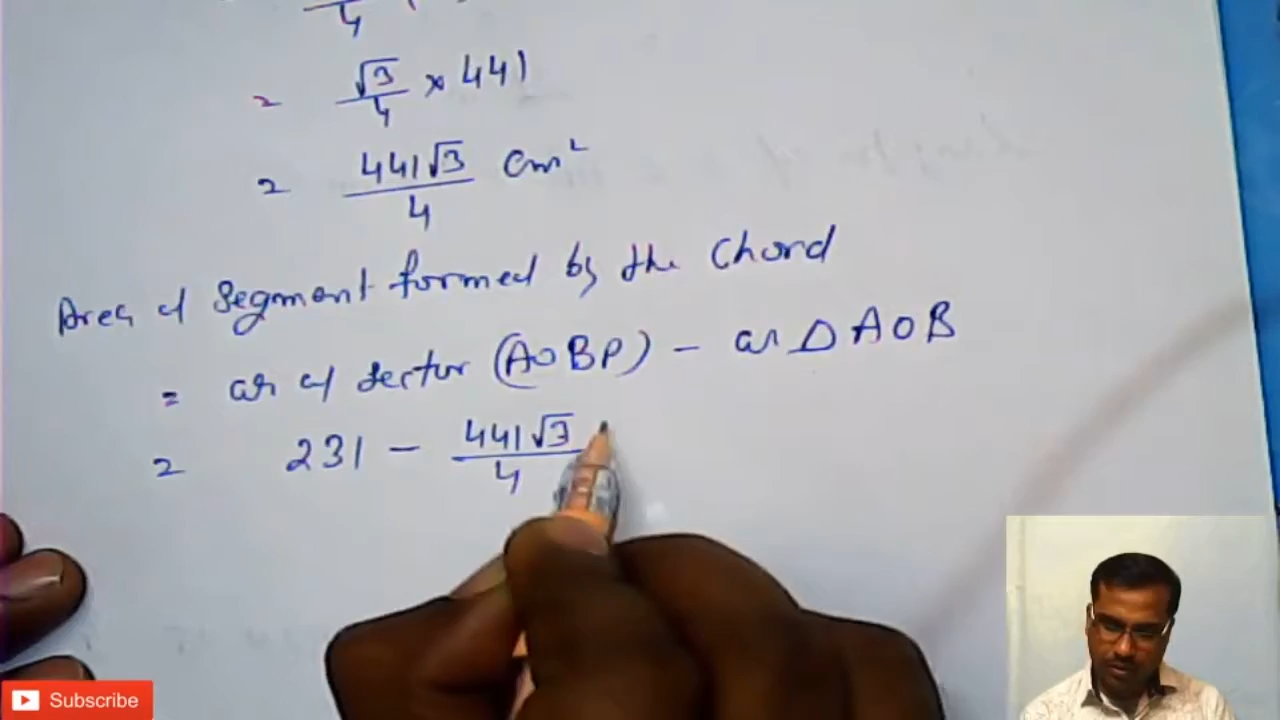 4
= √3/4 × 441
= 441√3/4 cm²
Area of segment formed by the chord
= ar of sector (AOBP) - ar △AOB
= 231 - 441√3/4
Subscribe